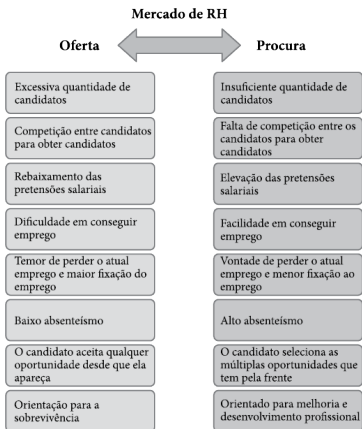 Mercado de RH
Oferta
Procura
Excessiva quantidade de
candidatos
Insuficiente quantidade de
candidatos
Competição entre candidatos
para obter candidatos
Falta de competição entre os
candidatos para obter
candidatos
Rebaixamento das
pretensões salariais
Elevação das pretensões
salariais
Dificuldade em conseguir
emprego
Facilidade em conseguir
emprego
Temor de perder o atual
emprego e maior fixação do
emprego
Vontade de perder o atual
emprego e menor fixação ao
emprego
Baixo absenteísmo
Alto absenteísmo
O candidato aceita qualquer
oportunidade desde que ela
apareça
O candidato seleciona as
múltiplas oportunidades que
tem pela frente
Orientação para a
sobrevivência
Orientado para melhoria e
desenvolvimento profissional